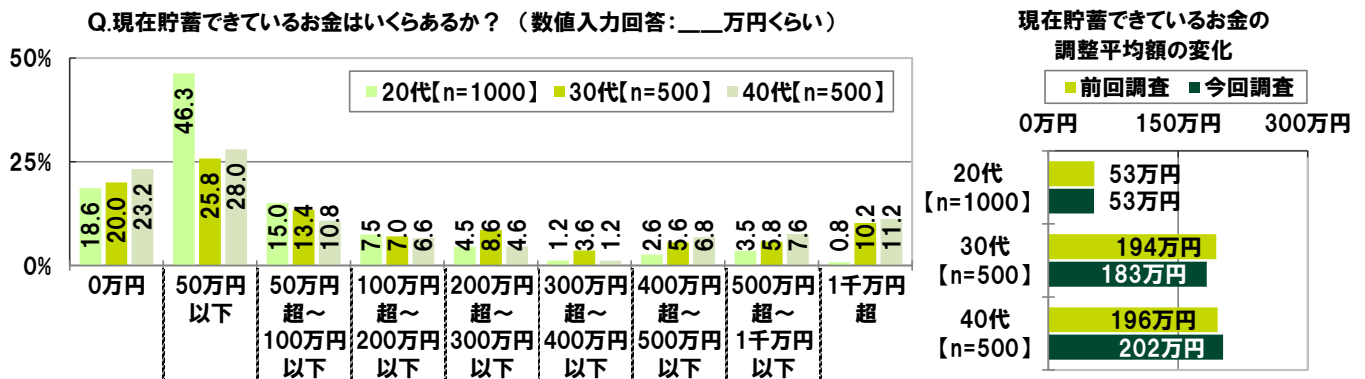 Q.現在貯蓄できているお金はいくらあるか？ （数値入力回答：___万円くらい）
50%
25%
0%
20代【n=1000】 30代【n=500】 40代【n=500】
18.6 20.0 23.2
46.3 25.8 28.0
15.0 13.4 10.8
7.5 7.0 6.6
4.5 8.6 4.6
1.2 3.6 1.2
2.6 5.6 6.8
3.5 5.8 7.6
0.8 10.2 11.2
0万円
50万円
以下
50万円
超～
100万円
以下
100万円
超～
200万円
以下
200万円
超～
300万円
以下
300万円
超～
400万円
以下
400万円
超～
500万円
以下
500万円
超～
1千万円
以下
1千万円
超
現在貯蓄できているお金の
調整平均額の変化
前回調査 今回調査
0万円 150万円 300万円
20代
【n=1000】
53万円
53万円
30代
【n=500】
194万円
183万円
40代
【n=500】
196万円
202万円